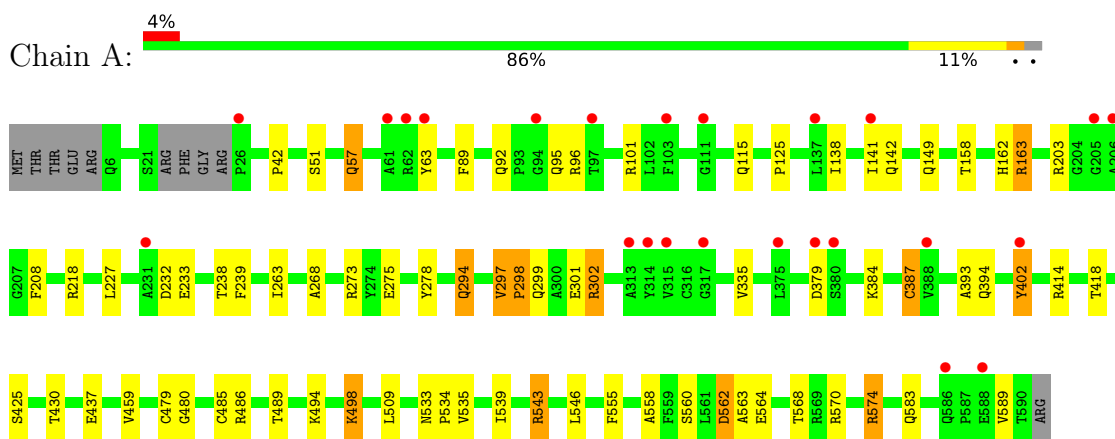 4%
Chain A:
86% 11% • •
MET THR THR GLU ARG Q6 S21 ARG PHE GLY ARG P26 P42 S51 Q57 A61 R62 Y63 F89 Q92 P93 G94 Q95 R96 T97 R101 L102 F103 G111 Q115 P125 L137 I138 I141 Q142 Q149 T158 H162 R163 R203 G204 G205 A206
G207 F208 R218 L227 A231 D232 E233 T238 F239 I263 A268 R273 Y274 E275 Y278 Q294 V297 P298 Q299 A300 E301 R302 A313 Y314 V315 C316 G317 V335 L375 D379 S380 K384 C387 V388 A393 Q394 Y402 R414 T418
S425 T430 E437 V459 C479 G480 C485 R486 T489 K494 K498 L509 N533 P534 V535 I539 R543 L546 F555 A558 F559 S560 L561 D562 A563 E564 T568 R569 R570 R574 Q583 Q586 P587 E588 V589 T590 ARG